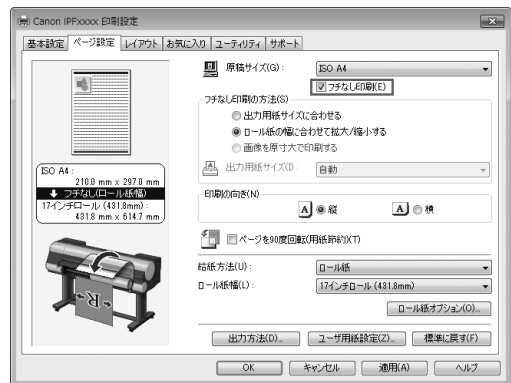 Canon iPFxxxx 印刷設定
基本設定 ページ設定 レイアウト お気に入り ユーティリティ サポート
原稿サイズ(G): ISO A4
フチなし印刷(E)
フチなし印刷の方法(S)
出力用紙サイズに合わせる
ロール紙の幅に合わせて拡大/縮小する
画像を原寸大で印刷する
出力用紙サイズ(I): 自動
ISO A4 :
210.0 mm x 297.0 mm
フチなし(ロール紙幅)
17インチロール (431.8mm) :
431.8 mm x 614.7 mm
印刷の向き(N)
A 縦 A 横
ページを90度回転(用紙節約)(T)
給紙方法(U): ロール紙
ロール紙幅(L): 17インチロール (431.8mm)
ロール紙オプション(O)...
R
出力方法(D)... ユーザ用紙設定(Z)... 標準に戻す(F)
OK キャンセル 適用(A) ヘルプ